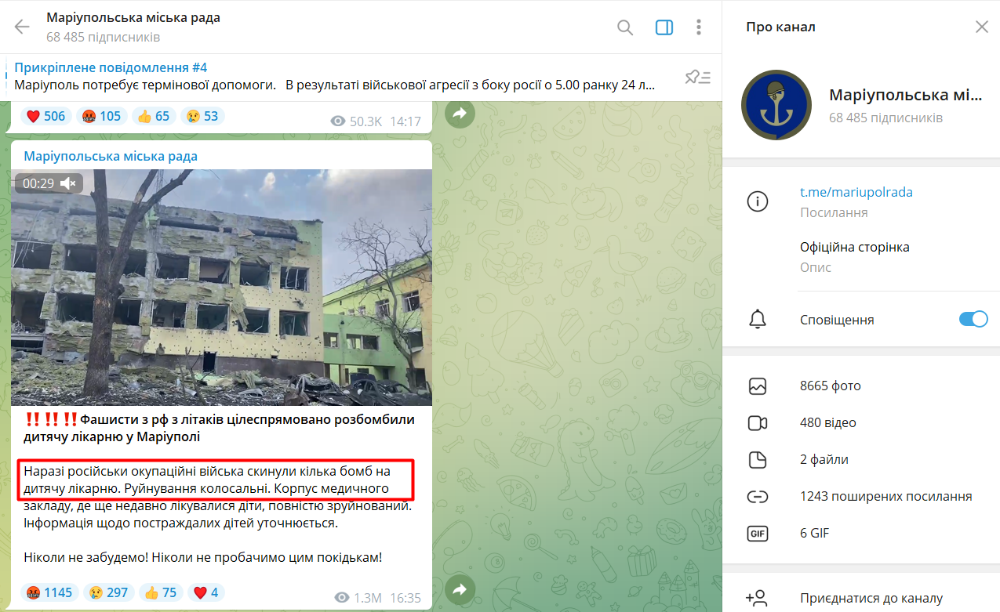 Маріупольська міська рада
68 485 підписників
Прикріплене повідомлення #4
Маріуполь потребує термінової допомоги. В результаті військової агресії з боку росії о 5.00 ранку 24 л...
506 105 65 53
50.3K 14:17
Маріупольська міська рада
00:29
‼️ ‼️ ‼️Фашисти з рф з літаків цілеспрямовано розбомбили
дитячу лікарню у Маріуполі
Наразі російськи окупаційні війська скинули кілька бомб на
дитячу лікарню. Руйнування колосальні. Корпус медичного
закладу, де ще недавно лікувалися діти, повністю зруйнований.
Інформація щодо постраждалих дітей уточнюється.
Ніколи не забудемо! Ніколи не пробачимо цим покідькам!
1145 297 75 4
1.3M 16:35
Про канал
Маріупольська мі...
68 485 підписників
t.me/mariupolrada
Посилання
Офіційна сторінка
Опис
Сповіщення
8665 фото
480 відео
2 файли
1243 поширених посилання
GIF 6 GIF
Приєднатися до каналу